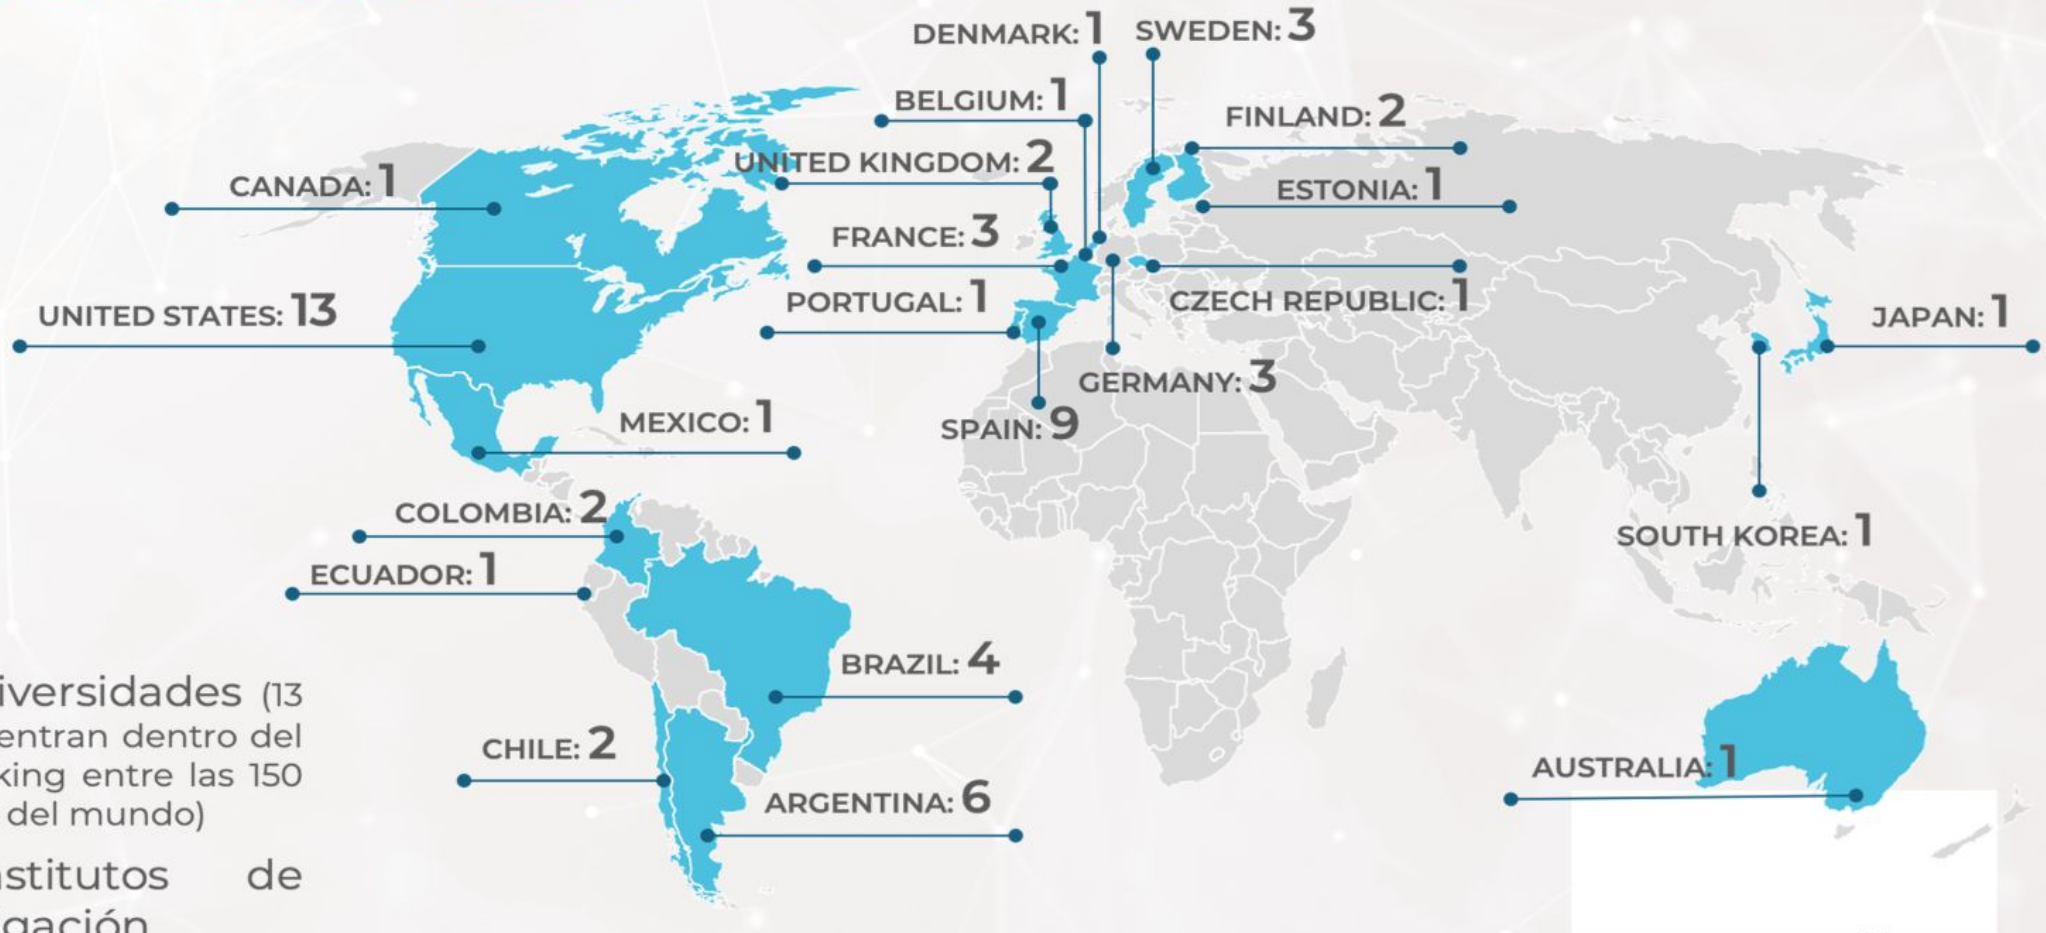 DENMARK: 1
SWEDEN: 3
BELGIUM: 1
FINLAND: 2
UNITED KINGDOM: 2
CANADA: 1
ESTONIA: 1
FRANCE: 3
PORTUGAL: 1
CZECH REPUBLIC: 1
UNITED STATES: 13
JAPAN: 1
GERMANY: 3
MEXICO: 1
SPAIN: 9
COLOMBIA: 2
SOUTH KOREA: 1
ECUADOR: 1
BRAZIL: 4
CHILE: 2
ARGENTINA: 6
AUSTRALIA: 1
iversidades (13
entran dentro del
king entre las 150
del mundo)
stitutos de
gación